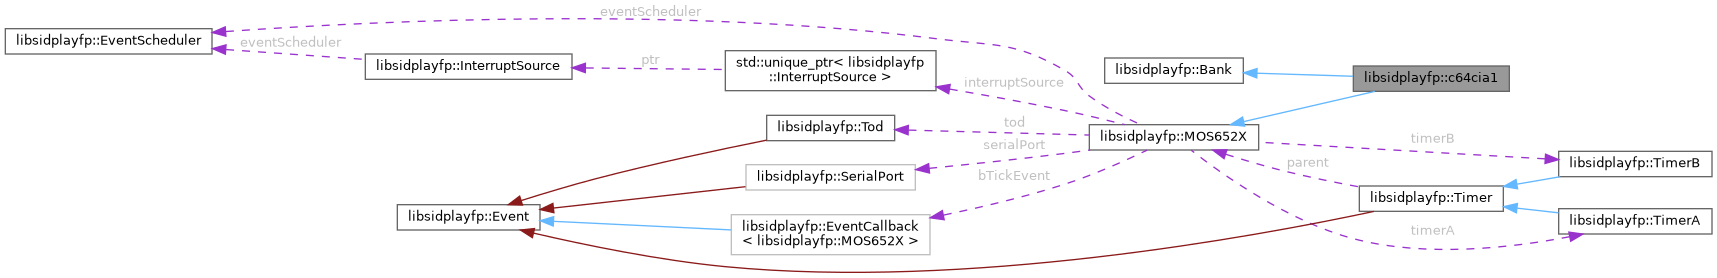 eventScheduler
libsidplayfp::EventScheduler
eventScheduler
libsidplayfp::InterruptSource
ptr
std::unique_ptr< libsidplayfp
::InterruptSource >
interruptSource
libsidplayfp::Bank
libsidplayfp::c64cia1
libsidplayfp::Tod
tod
libsidplayfp::MOS652X
timerB
serialPort
libsidplayfp::SerialPort
bTickEvent
parent
libsidplayfp::TimerB
libsidplayfp::Event
libsidplayfp::EventCallback
< libsidplayfp::MOS652X >
libsidplayfp::Timer
timerA
libsidplayfp::TimerA